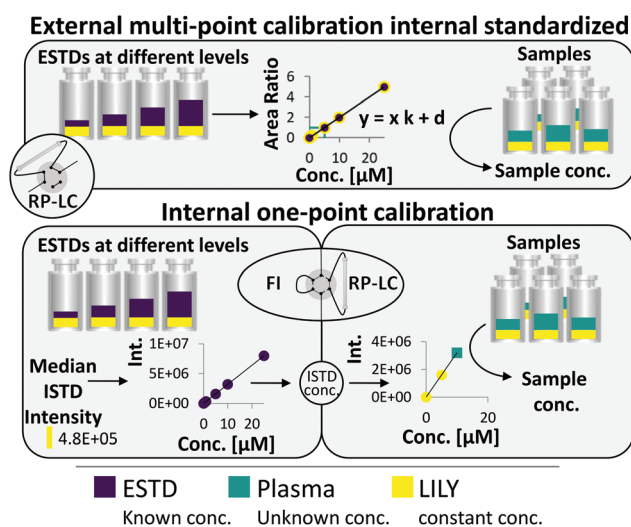 External multi-point calibration internal standardized
ESTDs at different levels
Samples
Area Ratio
6
4
2
0
y = x k + d
0
20
Conc. [µM]
Sample conc.
RP-LC
Internal one-point calibration
ESTDs at different levels
Samples
FI
RP-LC
Median
ISTD
Intensity
4.8E+05
Int.
1E+07
5E+06
0E+00
0
10
20
Conc. [µM]
ISTD
conc.
Int.
4E+06
2E+06
0E+00
0
20
Conc. [µM]
Sample
conc.
ESTD
Plasma
LILY
Known conc.
Unknown conc.
constant conc.